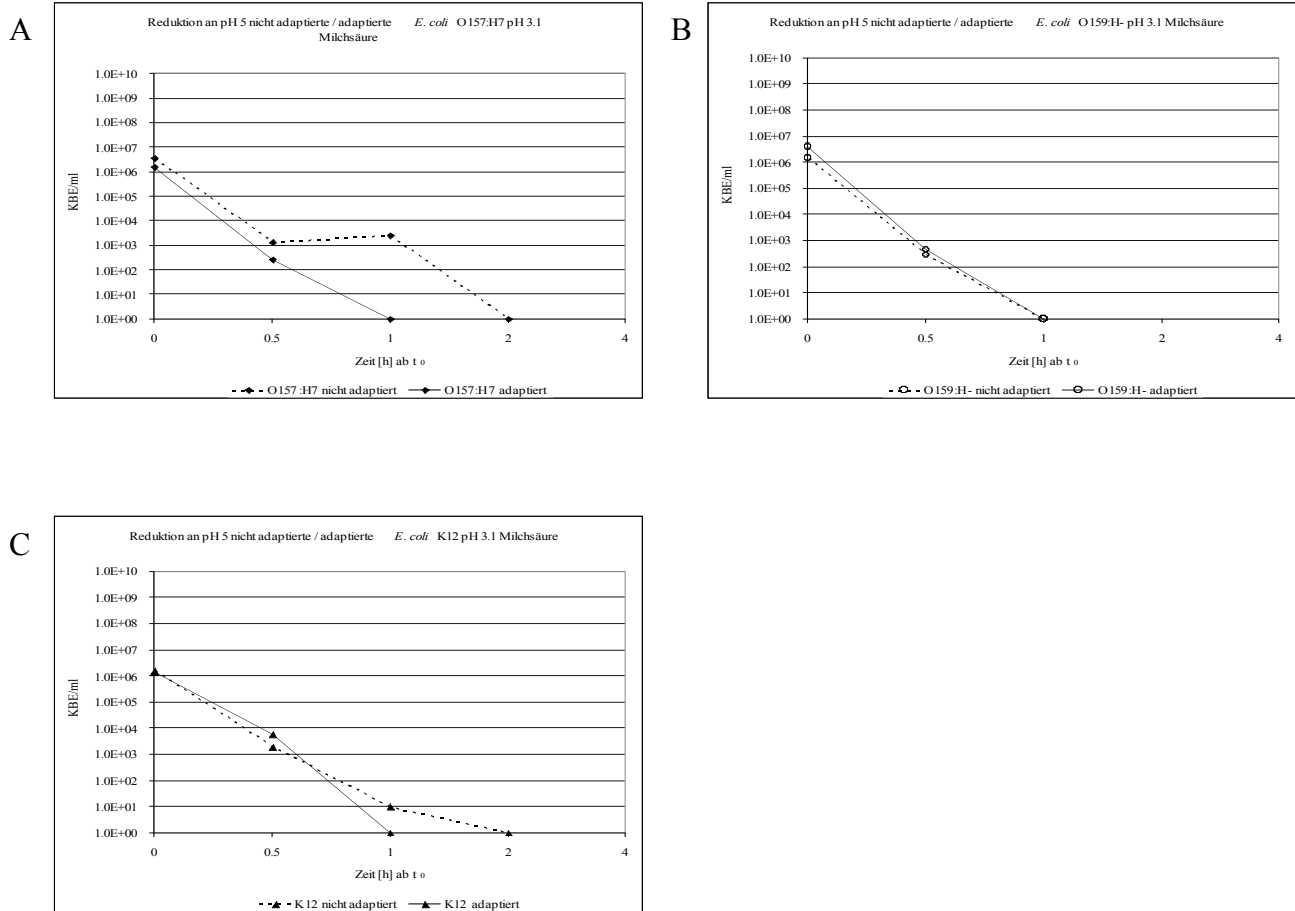 A
Reduktion an pH 5 nicht adaptierte / adaptierte E. coli O157:H7 pH 3.1
Milchsäure
1.0E+10
1.0E+09
1.0E+08
1.0E+07
1.0E+06
1.0E+05
1.0E+04
1.0E+03
1.0E+02
1.0E+01
1.0E+00
KBE/ml
0 0.5 1 2 4
Zeit [h] ab t 0
O157:H7 nicht adaptiert O157:H7 adaptiert
B
Reduktion an pH 5 nicht adaptierte / adaptierte E. coli O159:H- pH 3.1 Milchsäure
1.0E+10
1.0E+09
1.0E+08
1.0E+07
1.0E+06
1.0E+05
1.0E+04
1.0E+03
1.0E+02
1.0E+01
1.0E+00
KBE/ml
0 0.5 1 2 4
Zeit [h] ab t 0
O159:H- nicht adaptiert O159:H- adaptiert
C
Reduktion an pH 5 nicht adaptierte / adaptierte E. coli K12 pH 3.1 Milchsäure
1.0E+10
1.0E+09
1.0E+08
1.0E+07
1.0E+06
1.0E+05
1.0E+04
1.0E+03
1.0E+02
1.0E+01
1.0E+00
KBE/ml
0 0.5 1 2 4
Zeit [h] ab t 0
K12 nicht adaptiert K12 adaptiert